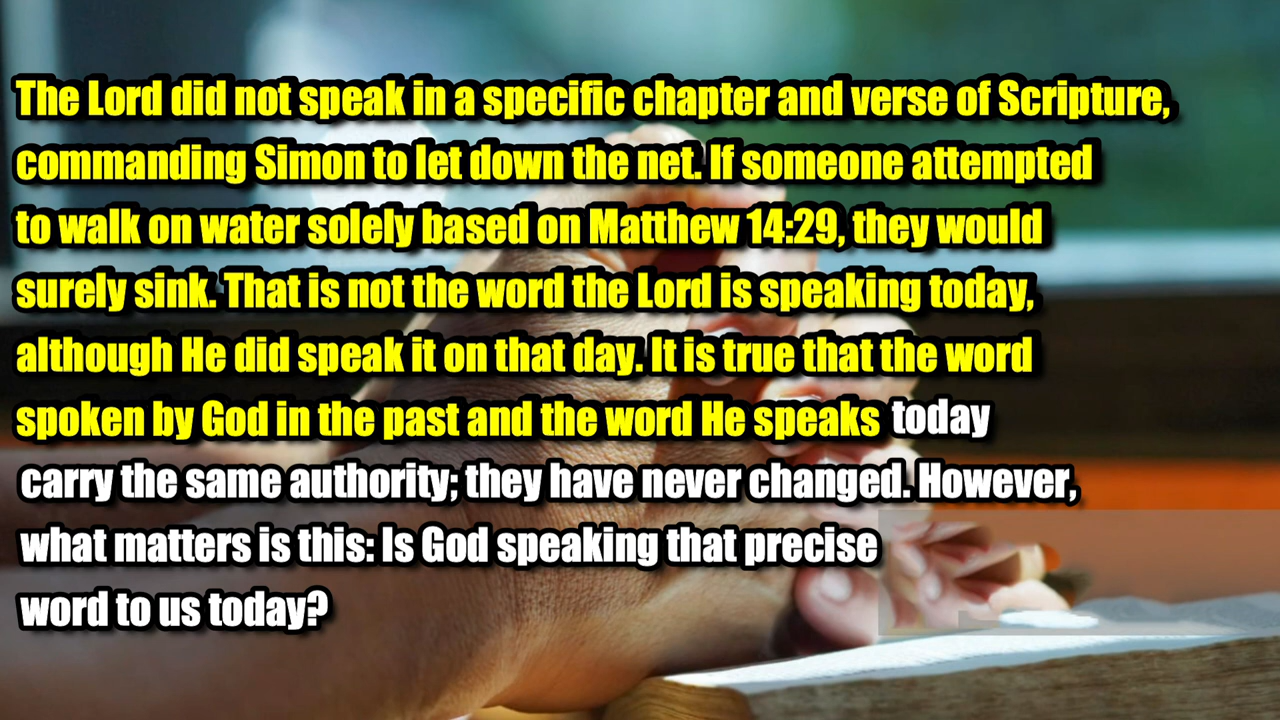 The Lord did not speak in a specific chapter and verse of Scripture,
commanding Simon to let down the net. If someone attempted
to walk on water solely based on Matthew 14:29, they would
surely sink. That is not the word the Lord is speaking today,
although He did speak it on that day. It is true that the word
spoken by God in the past and the word He speaks today
carry the same authority; they have never changed. However,
what matters is this: Is God speaking that precise
word to us today?